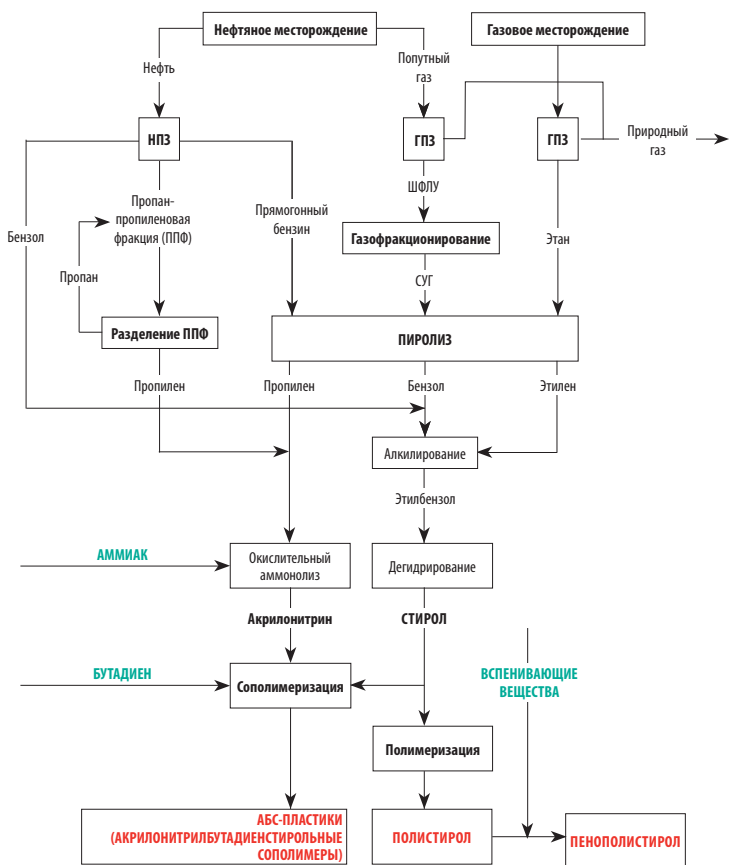 Нефтяное месторождение
Газовое месторождение
Нефть
Попутный
газ
НПЗ
ГПЗ
ГПЗ
Природный
газ
ШФЛУ
Пропан-
пропиленовая
фракция (ППФ)
Прямогонный
бензин
Бензол
Газофракционирование
Этан
Пропан
СУГ
Разделение ППФ
ПИРОЛИЗ
Пропилен
Пропилен
Бензол
Этилен
Алкилирование
Этилбензол
АММИАК
Окислительный
аммонолиз
Дегидрирование
Акрилонитрин
СТИРОЛ
БУТАДИЕН
Сополимеризация
ВСПЕНИВАЮЩИЕ
ВЕЩЕСТВА
Полимеризация
АБС-ПЛАСТИКИ
(АКРИЛОНИТРИЛБУТАДИЕНСТИРОЛЬНЫЕ
СОПОЛИМЕРЫ)
ПОЛИСТИРОЛ
ПЕНОПОЛИСТИРОЛ